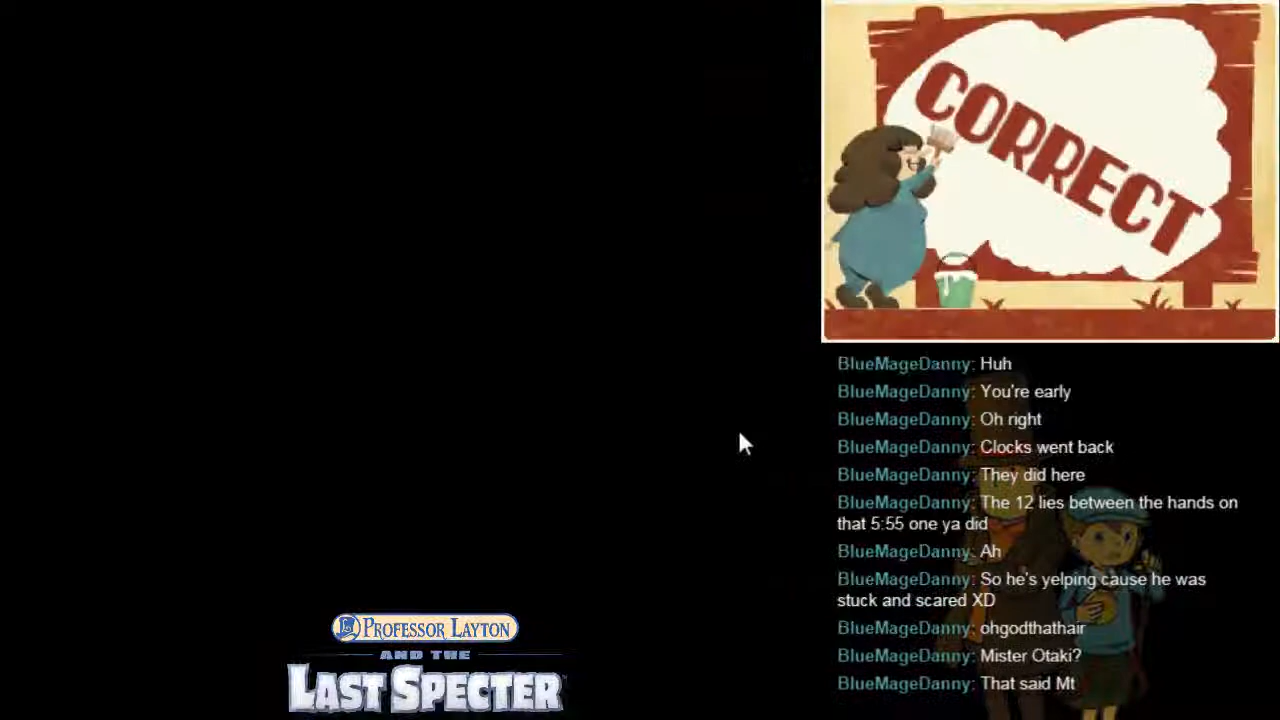 CORRECT
BlueMageDanny: Huh
BlueMageDanny: You're early
BlueMageDanny: Oh right
BlueMageDanny: Clocks went back
BlueMageDanny: They did here
BlueMageDanny: The 12 lies between the hands on
that 5:55 one ya did
BlueMageDanny: Ah
BlueMageDanny: So he's yelping cause he was
stuck and scared XD
BlueMageDanny: ohgodthathair
BlueMageDanny: Mister Otaki?
BlueMageDanny: That said Mt
PROFESSOR LAYTON
AND THE
LAST SPECTER